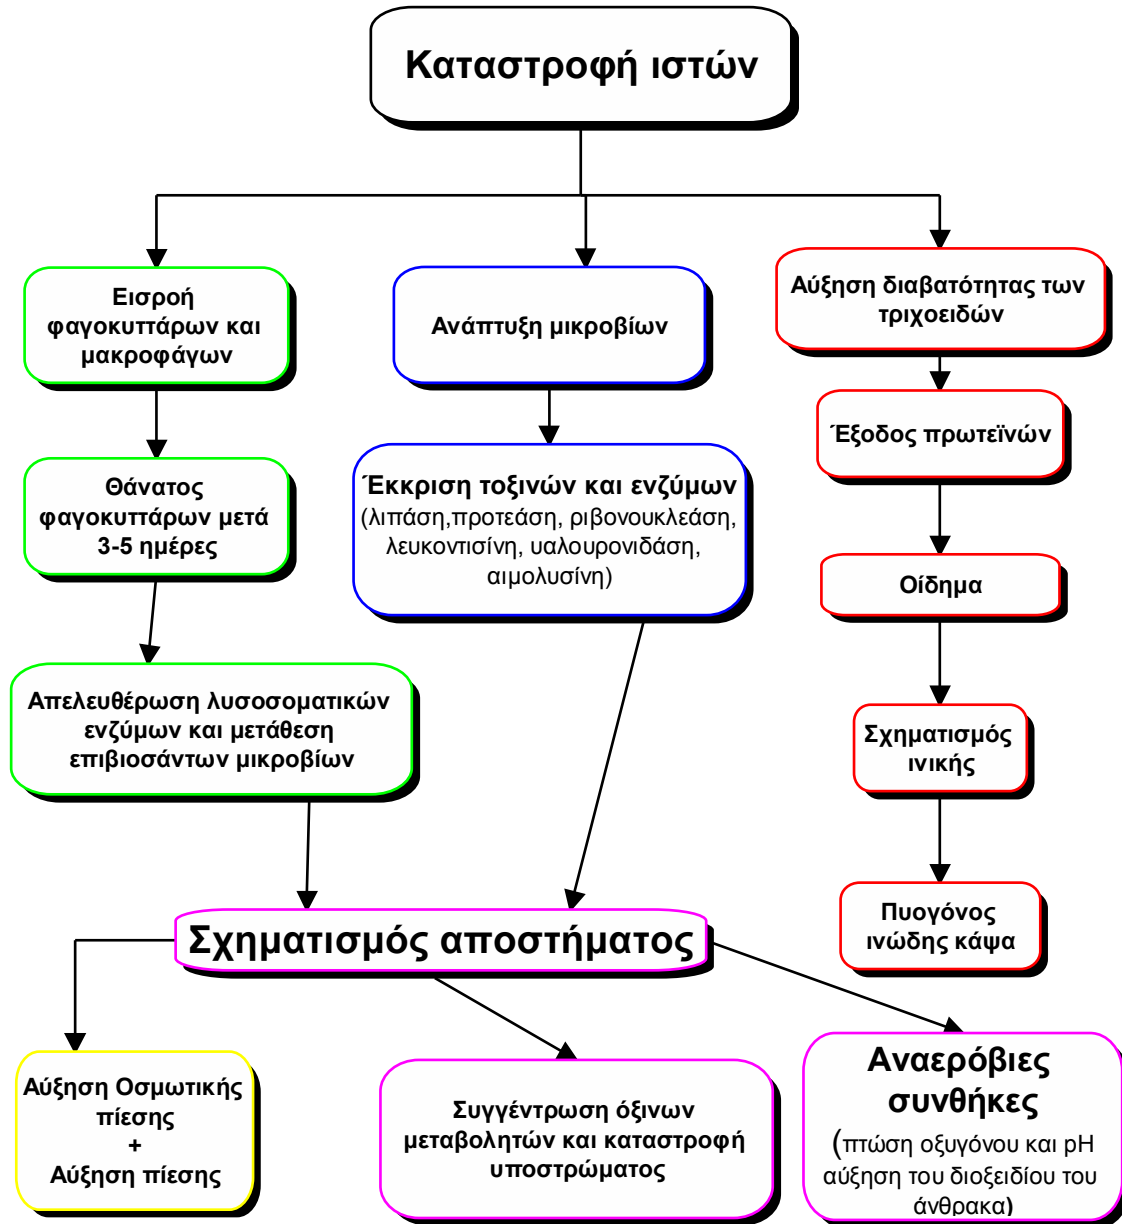 Καταστροφή ιστών
Εισροή
φαγοκυττάρων και
μακροφάγων
Ανάπτυξη μικροβίων
Αύξηση διαβατότητας των
τριχοειδών
Έξοδος πρωτεϊνών
Θάνατος
φαγοκυττάρων μετά
3-5 ημέρες
Έκκριση τοξινών και ενζύμων
(λιπάση,προτεάση, ριβονουκλεάση,
λευκοντισίνη, υαλουρονιδάση,
αιμολυσίνη)
Οίδημα
Απελευθέρωση λυσοσοματικών
ενζύμων και μετάθεση
επιβιοσάντων μικροβίων
Σχηματισμός
ινικής
Πυογόνος
ινώδης κάψα
Σχηματισμός αποστήματος
Αύξηση Οσμωτικής
πίεσης
+
Αύξηση πίεσης
Συγγέντρωση όξινων
μεταβολητών και καταστροφή
υποστρώματος
Αναερόβιες
συνθήκες
(πτώση οξυγόνου και pH
αύξηση του διοξειδίου του
άνθρακα)